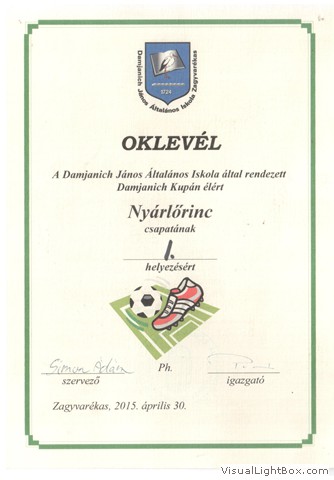 Damjanich János Általános Iskola Zagyvarékas
1724
OKLEVÉL
A Damjanich János Általános Iskola által rendezett
Damjanich Kupán élért
Nyárlőrinc
csapatának
1.
helyezésért
Simon Ádám
Ph.
szervező
igazgató
Zagyvarékas, 2015. április 30.
VisualLightBox.com